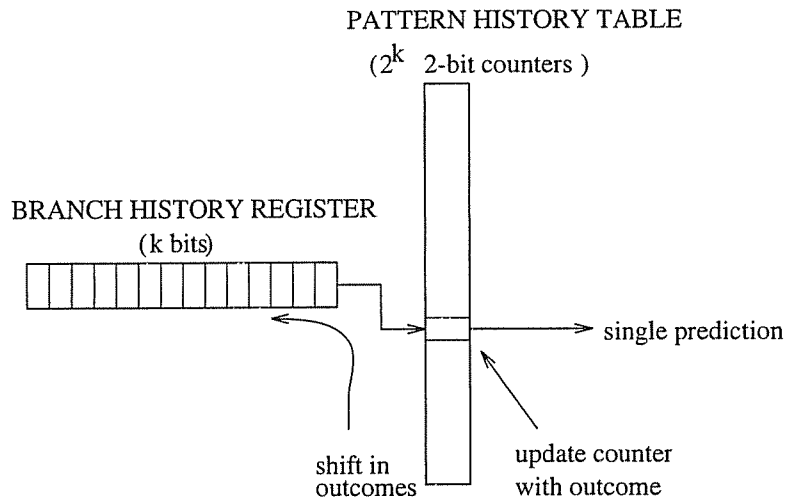 PATTERN HISTORY TABLE
(2^k 2-bit counters )
BRANCH HISTORY REGISTER
(k bits)
single prediction
shift in
outcomes
update counter
with outcome